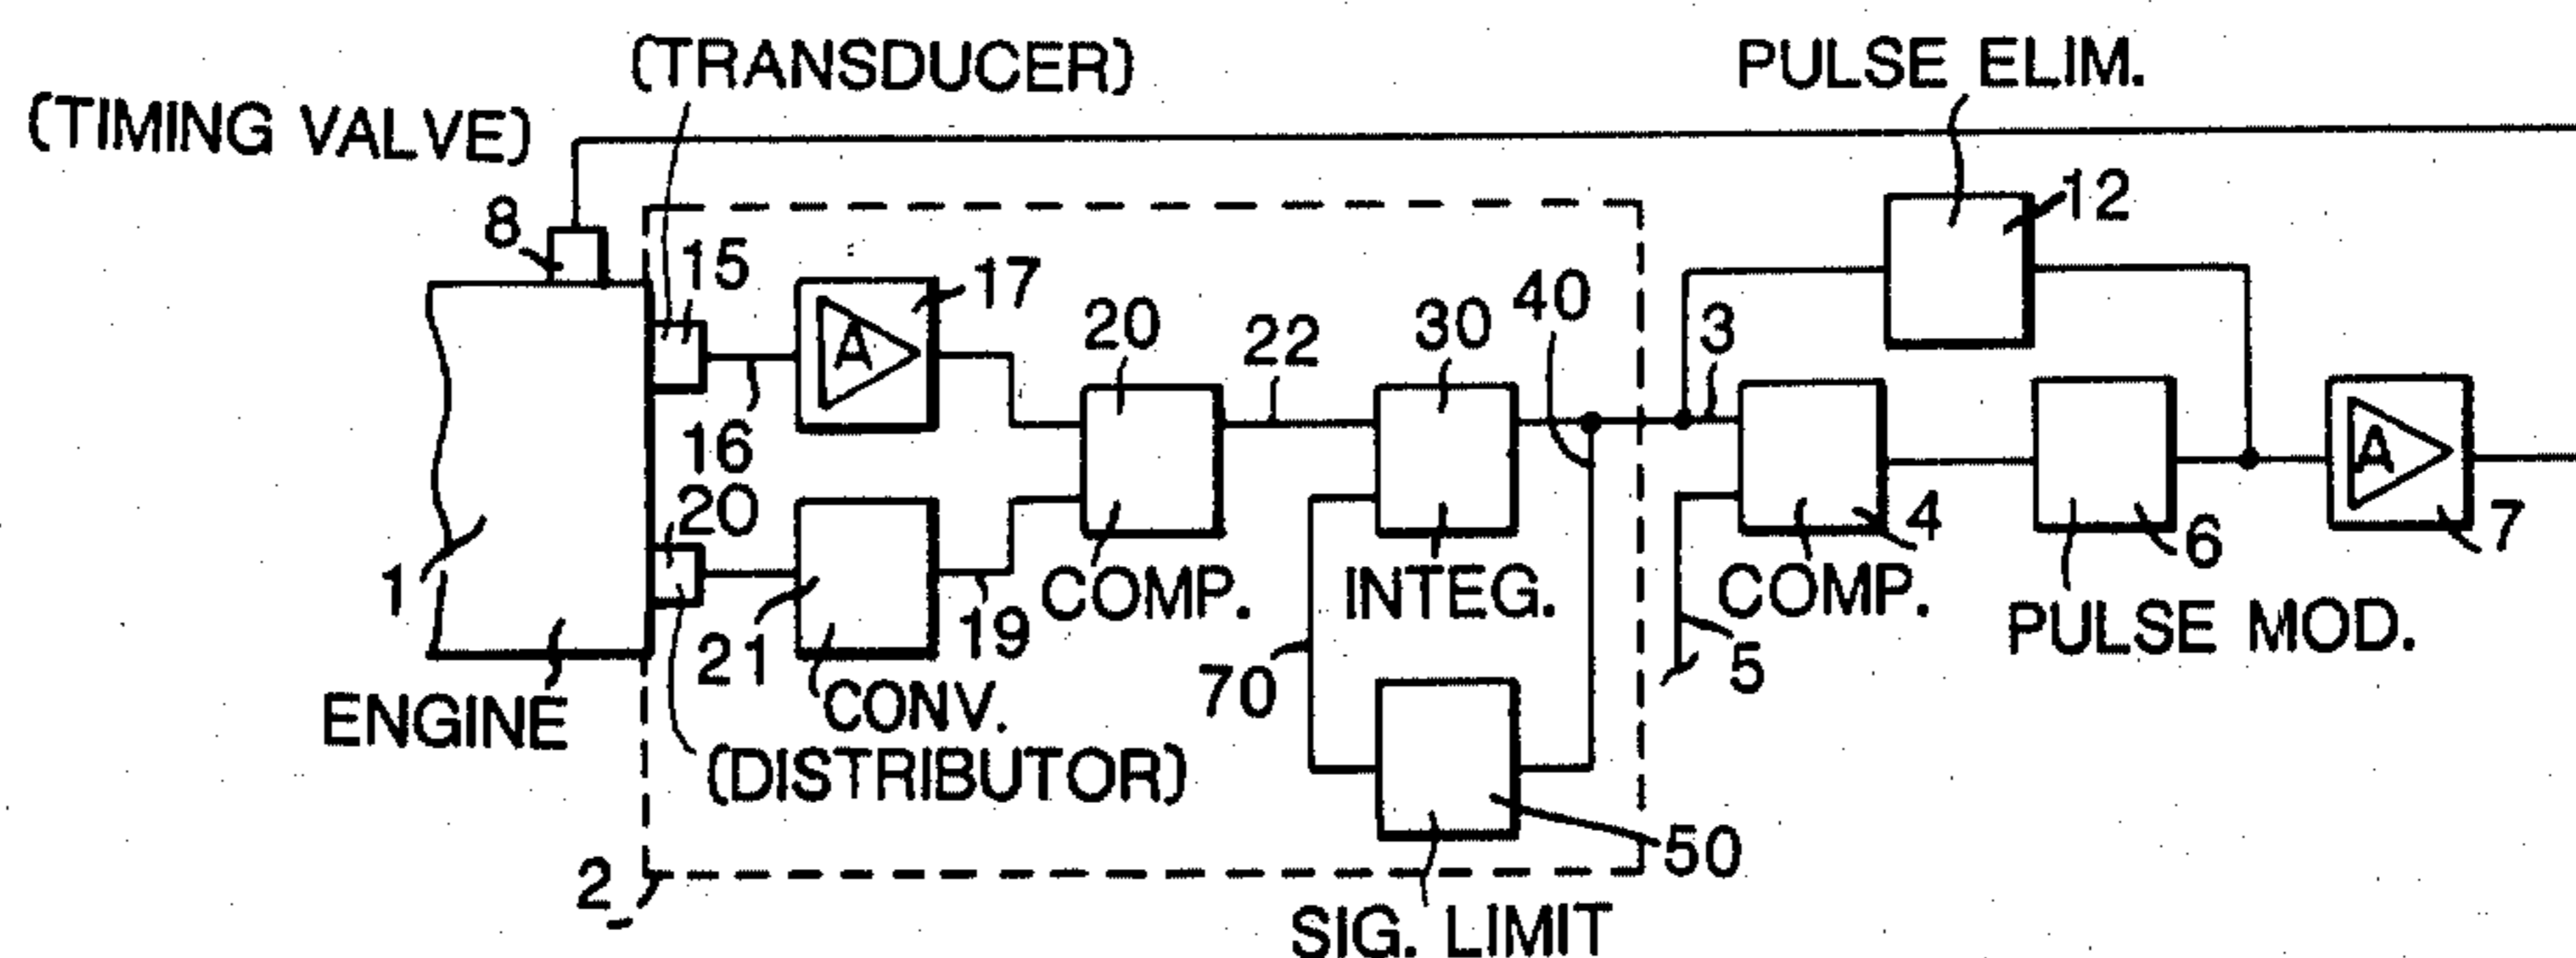 (TRANSDUCER)
PULSE ELIM.
(TIMING VALVE)
12
8
15
17
40
20
22
30
3
A
16
A
20
4
7
6
1
COMP.
INTEG.
COMP.
21
19
5
PULSE MOD.
70
CONV.
ENGINE
(DISTRIBUTOR)
50
2
SIG. LIMIT